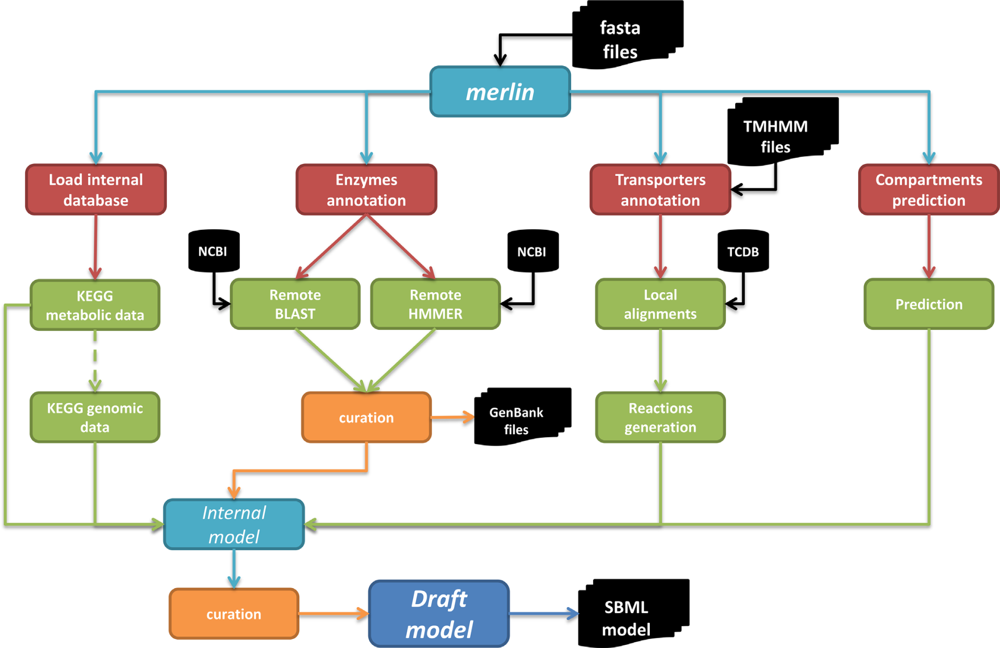 fasta
files
merlin
TMHMM
files
Load internal
database
Enzymes
annotation
Transporters
annotation
Compartments
prediction
NCBI
NCBI
TCDB
KEGG
metabolic data
Remote
BLAST
Remote
HMMER
Local
alignments
Prediction
KEGG genomic
data
curation
GenBank
files
Reactions
generation
Internal
model
curation
Draft
model
SBML
model